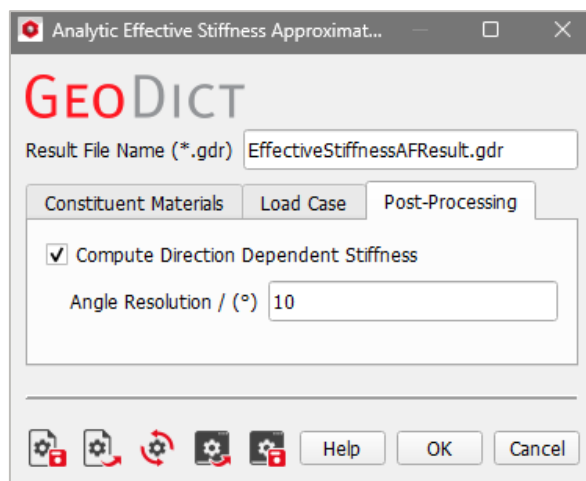 Analytic Effective Stiffness Approximat...
GEODICT
Result File Name (*.gdr) EffectiveStiffnessAFResult.gdr
Constituent Materials Load Case Post-Processing
Compute Direction Dependent Stiffness
Angle Resolution / (°) 10
Help OK Cancel